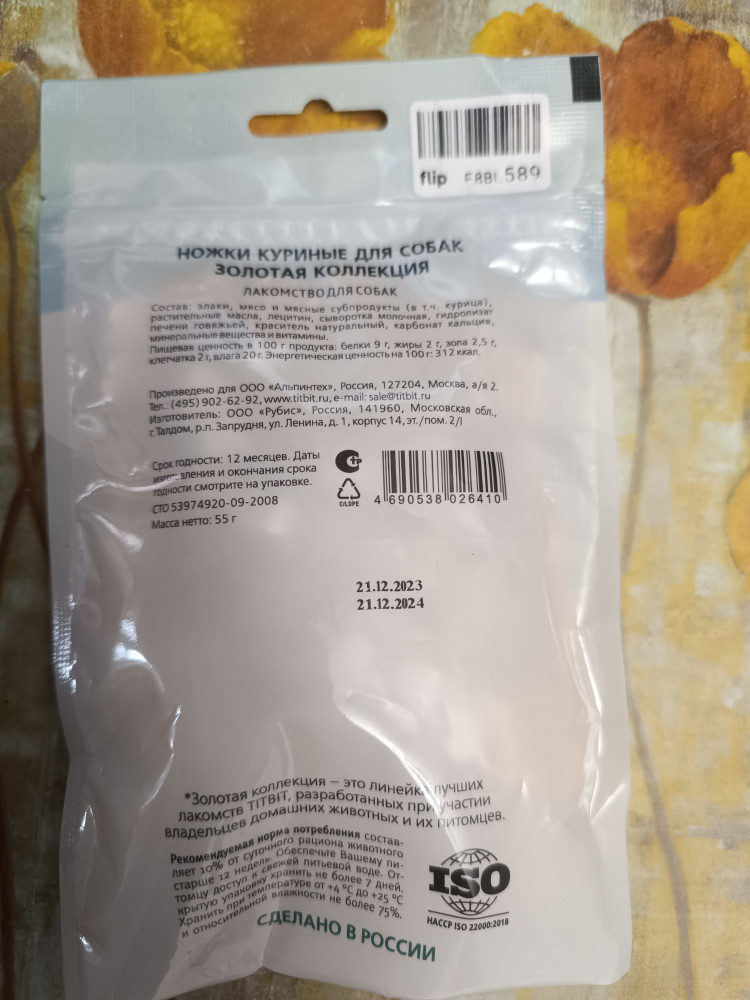 flip F88L589
НОЖКИ КУРИНЫЕ ДЛЯ СОБАК
ЗОЛОТАЯ КОЛЛЕКЦИЯ
ЛАКОМСТВО ДЛЯ СОБАК
Состав: злаки, мясо и мясные субпродукты (в т.ч. курица),
растительные масла, лецитин, сыворотка молочная, гидролизат
печени говяжьей, краситель натуральный, карбонат кальция,
минеральные вещества и витамины.
Пищевая ценность в 100 г продукта: белки 9 г, жиры 2 г, зола 2,5 г,
клетчатка 2 г, влага 20 г. Энергетическая ценность на 100 г: 312 ккал.
Произведено для ООО «Альпинтех», Россия, 127204, Москва, а/я 2.
Тел.: (495) 902-62-92, www.titbit.ru, e-mail: sale@titbit.ru
Изготовитель: ООО «Рубис», Россия, 141960, Московская обл.,
г. Талдом, р.п. Запрудня, ул. Ленина, д. 1, корпус 14, эт./пом. 2/I
Срок годности: 12 месяцев. Даты
изготовления и окончания срока
годности смотрите на упаковке.
СТО 53974920-09-2008
Масса нетто: 55 г
C/LDPE
4 690538 026410
21.12.2023
21.12.2024
*Золотая коллекция – это линейка лучших
лакомств TITBIT, разработанных при участии
владельцев домашних животных и их питомцев.
Рекомендуемая норма потребления состав-
ляет 10% от суточного рациона животного
старше 12 недель. Обеспечьте Вашему пи-
томцу доступ к свежей питьевой воде. От-
крытую упаковку хранить не более 7 дней.
Хранить при температуре от +4 °С до +25 °С
и относительной влажности не более 75%.
ISO
HACCP ISO 22000:2018
СДЕЛАНО В РОССИИ